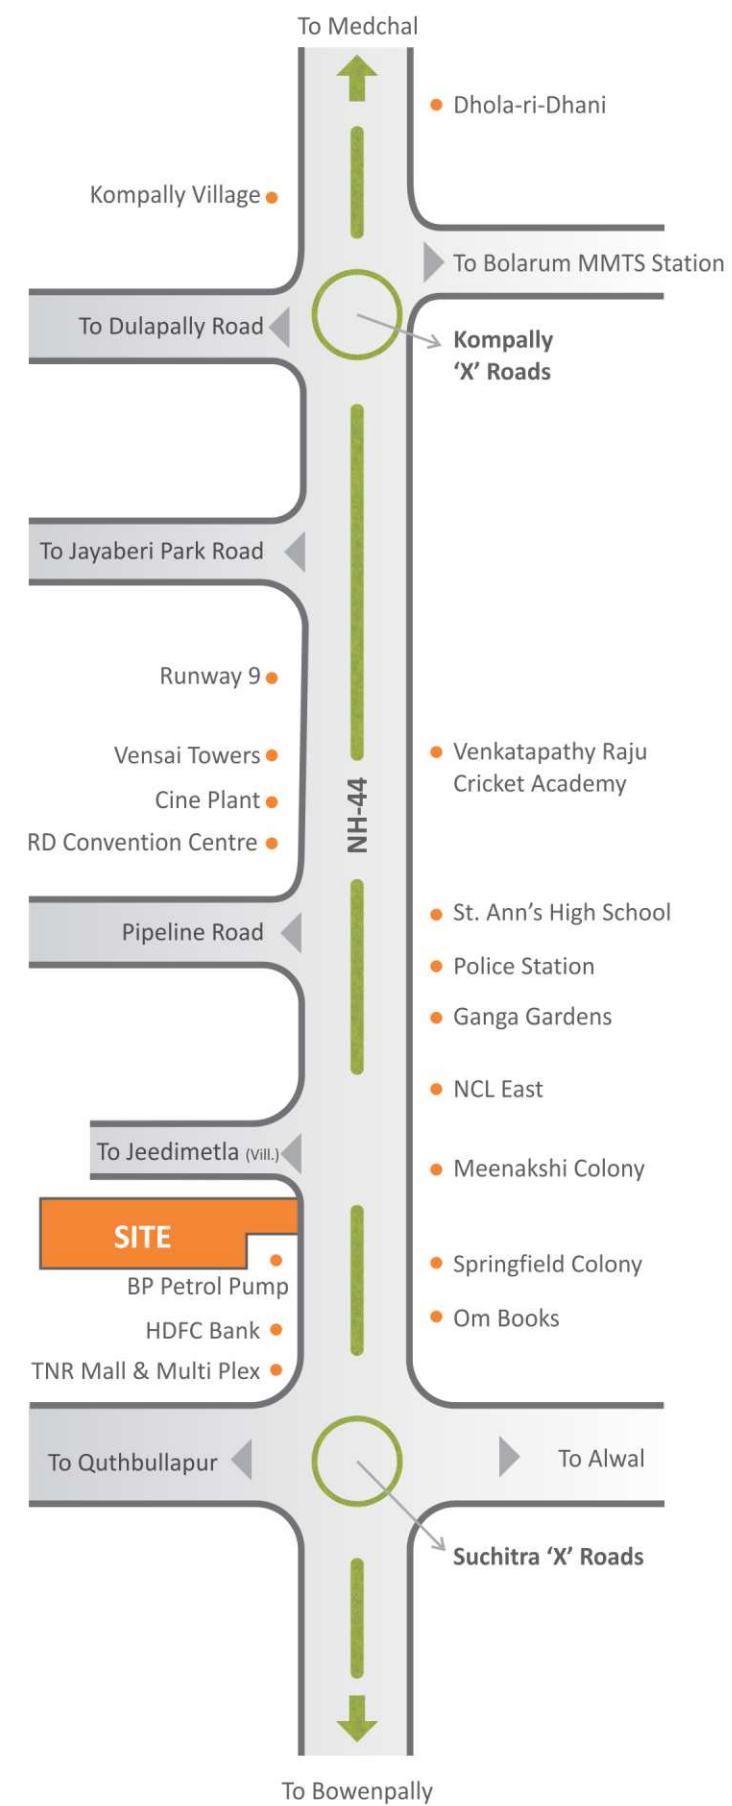 To Medchal
Dhola-ri-Dhani
Kompally Village
To Bolarum MMTS Station
To Dulapally Road
Kompally
‘X’ Roads
To Jayaberi Park Road
Runway 9
Vensai Towers
Venkatapathy Raju
Cricket Academy
Cine Plant
NH-44
RD Convention Centre
St. Ann’s High School
Pipeline Road
Police Station
Ganga Gardens
NCL East
To Jeedimetla (Vill.)
Meenakshi Colony
SITE
Springfield Colony
BP Petrol Pump
Om Books
HDFC Bank
TNR Mall & Multi Plex
To Quthbullapur
To Alwal
Suchitra ‘X’ Roads
To Bowenpally